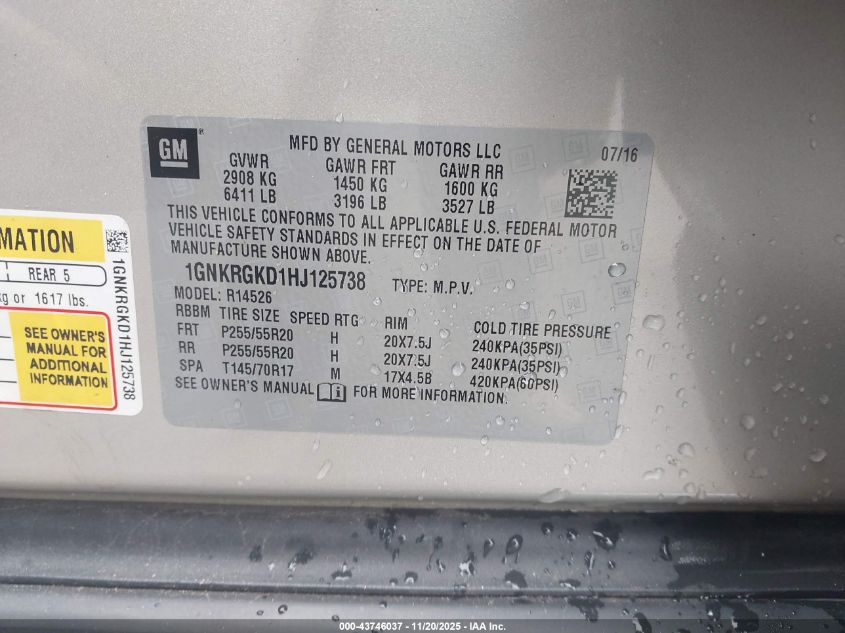 GM
MFD BY GENERAL MOTORS LLC
07/16
GVWR GAWR FRT GAWR RR
2908 KG 1450 KG 1600 KG
6411 LB 3196 LB 3527 LB
THIS VEHICLE CONFORMS TO ALL APPLICABLE U.S. FEDERAL MOTOR
VEHICLE SAFETY STANDARDS IN EFFECT ON THE DATE OF
MANUFACTURE SHOWN ABOVE.
1GNKRGKD1HJ125738 TYPE: M.P.V.
MODEL: R14526
RBBM TIRE SIZE SPEED RTG RIM COLD TIRE PRESSURE
FRT P255/55R20 H 20X7.5J 240KPA(35PSI)
RR P255/55R20 H 20X7.5J 240KPA(35PSI)
SPA T145/70R17 M 17X4.5B 420KPA(60PSI)
SEE OWNER'S MANUAL FOR MORE INFORMATION.
REAR 5
or 1617 lbs.
SEE OWNER'S
MANUAL FOR
ADDITIONAL
INFORMATION
1GNKRGKD1HJ125738
000-43746037 - 11/20/2025 - IAA Inc.